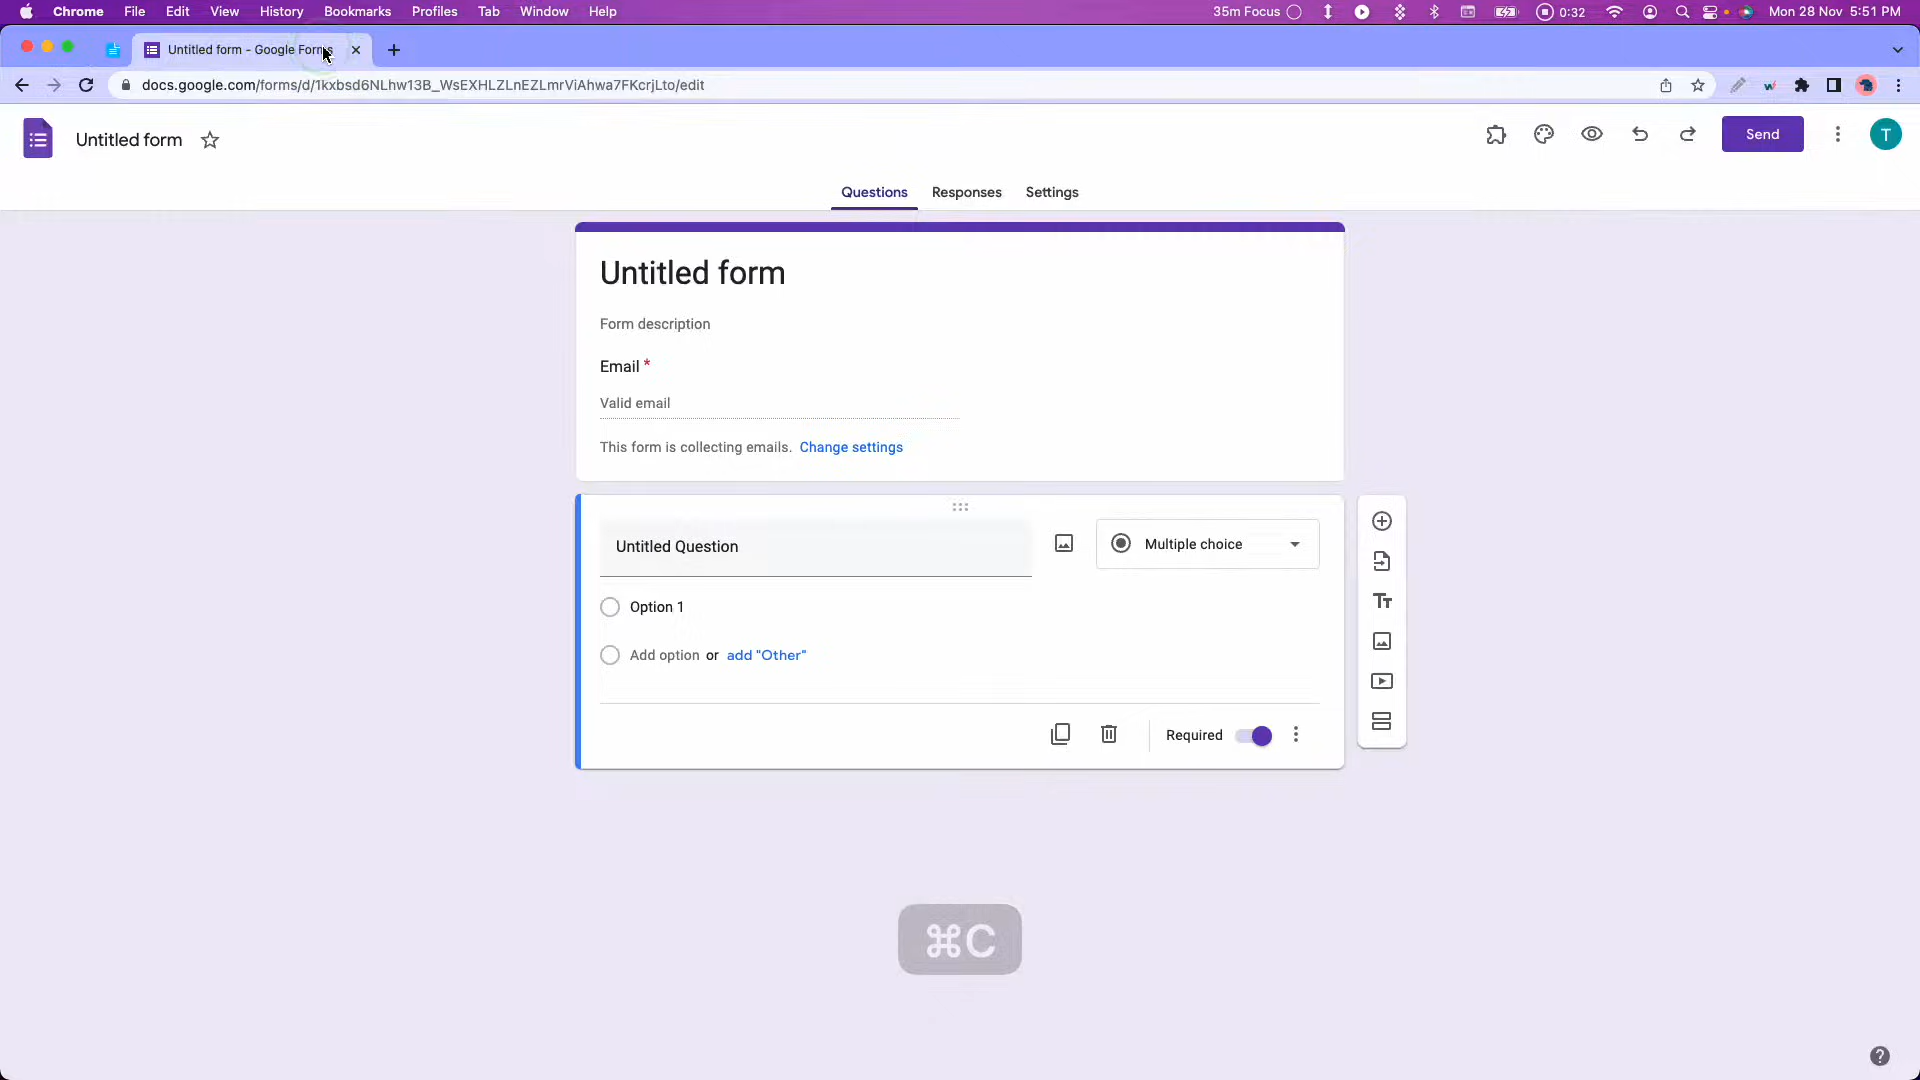 Chrome File Edit View History Bookmarks Profiles Tab Window Help 35m Focus 0:32 Mon 28 Nov 5:51 PM
Untitled form - Google Forms
docs.google.com/forms/d/1kxbsd6NLhw13B_WsEXHLZLnEZLmrViAhwa7FKcrjLto/edit
Untitled form Send T
Questions Responses Settings
Untitled form
Form description
Email *
Valid email
This form is collecting emails. Change settings
Untitled Question Multiple choice
Option 1
Add option or add "Other"
Required
⌘C